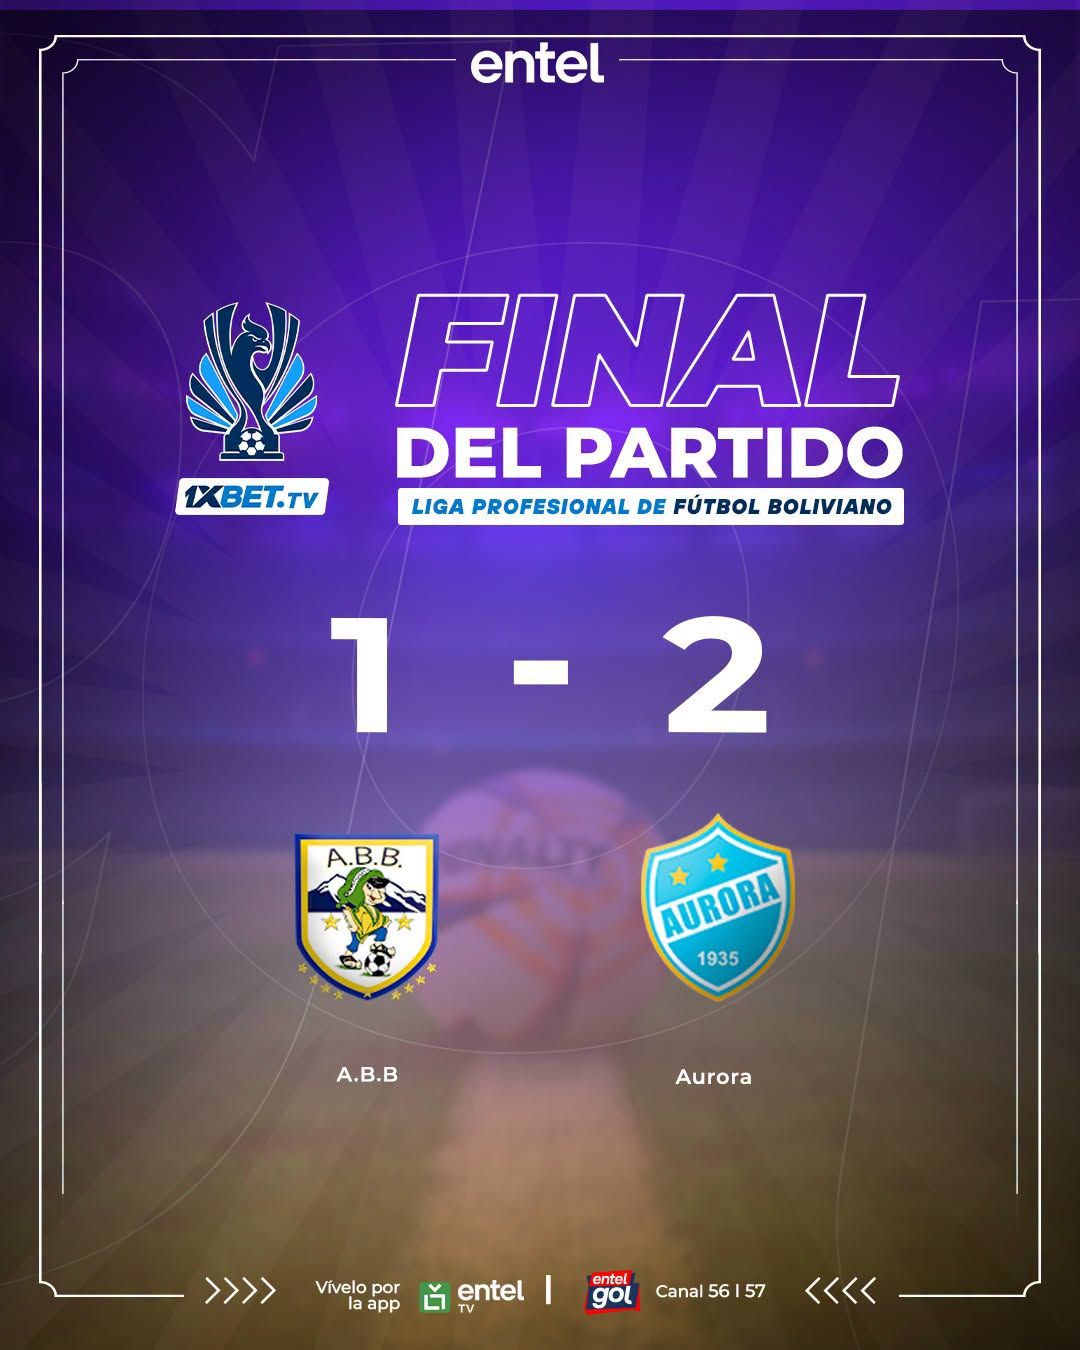 entel
FINAL
DEL PARTIDO
1XBET.TV
LIGA PROFESIONAL DE FÚTBOL BOLIVIANO
1 - 2
A.B.B.
AURORA
1935
A.B.B
Aurora
Vívelo por
la app
entel
TV
entel
gol
Canal 56 I 57